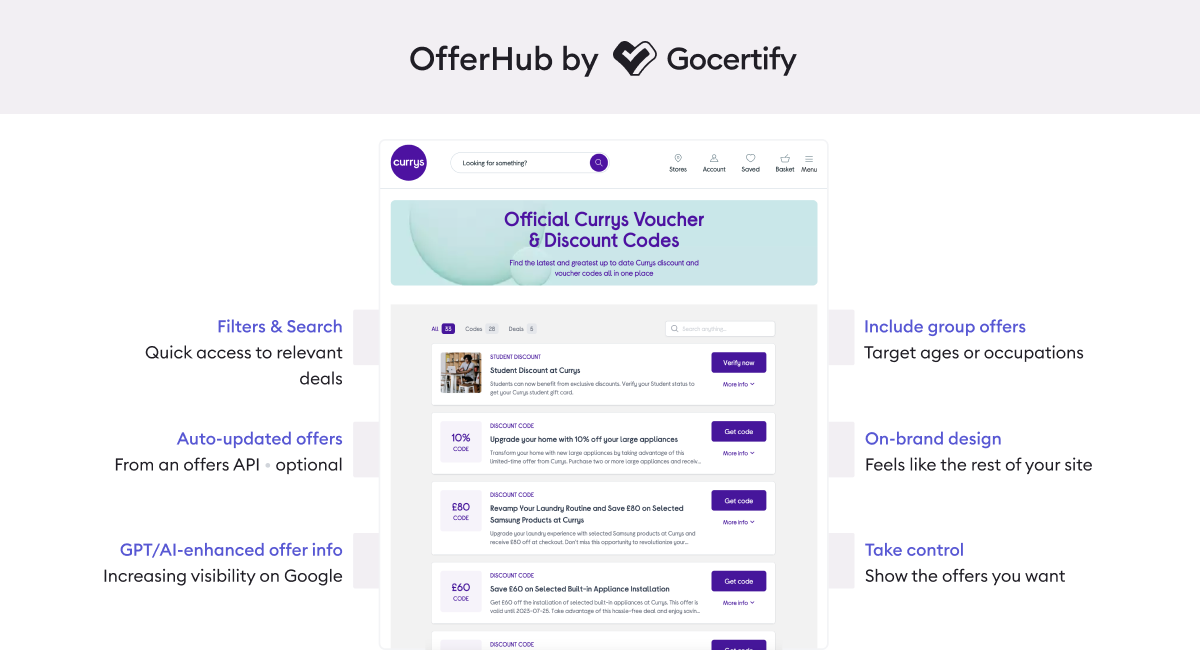 OfferHub by Gocertify
currys
Looking for something?
Stores
Account
Saved
Basket
Menu
Official Currys Voucher
& Discount Codes
Find the latest and greatest up to date Currys discount and
voucher codes all in one place
Filters & Search
Quick access to relevant
deals
Auto-updated offers
From an offers API • optional
GPT/AI-enhanced offer info
Increasing visibility on Google
All 33
Codes 28
Deals 5
Search anything...
STUDENT DISCOUNT
Student Discount at Currys
Students can now benefit from exclusive discounts. Verify your Student status to
get your Currys student gift card.
Verify now
More info
10%
CODE
DISCOUNT CODE
Upgrade your home with 10% off your large appliances
Transform your home with new large appliances by taking advantage of this
limited-time offer from Currys. Purchase two or more large appliances and receiv...
Get code
More info
£80
CODE
DISCOUNT CODE
Revamp Your Laundry Routine and Save £80 on Selected
Samsung Products at Currys
Upgrade your laundry experience with selected Samsung products at Currys and
receive £80 off at checkout. Don't miss this opportunity to revolutionize your...
Get code
More info
£60
CODE
DISCOUNT CODE
Save £60 on Selected Built-in Appliance Installation
Get £60 off the installation of selected built-in appliances at Currys. This offer is
valid until 2023-07-25. Take advantage of this hassle-free deal and enjoy savin...
Get code
More info
DISCOUNT CODE
Get code
Include group offers
Target ages or occupations
On-brand design
Feels like the rest of your site
Take control
Show the offers you want